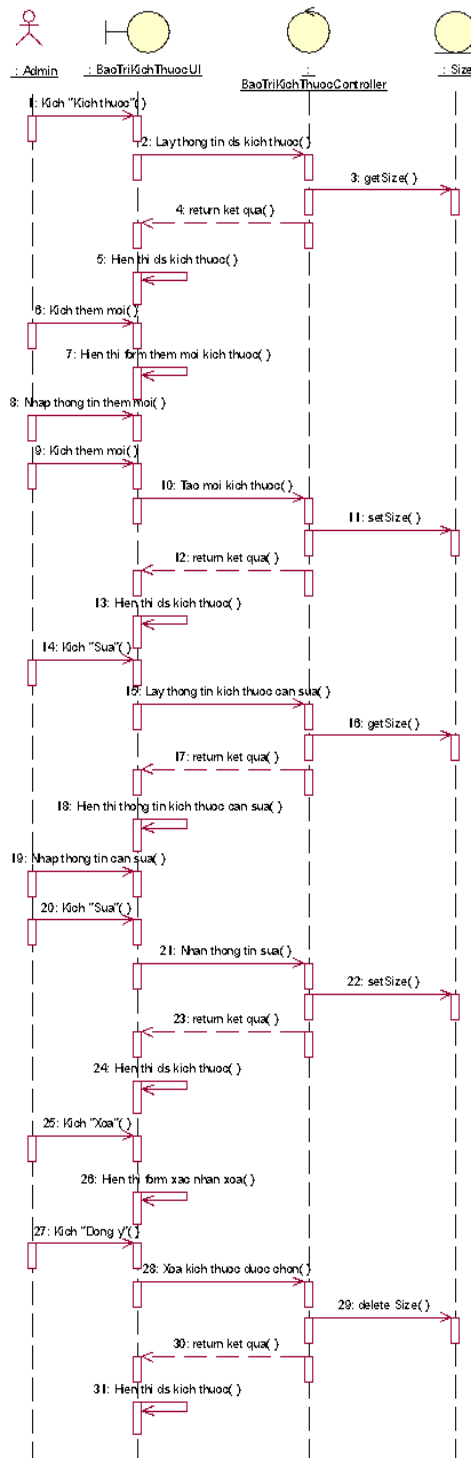 : Admin
: BaoTriKichThuocUI
:
BaoTriKichThuocController
: Size
1: Kich "Kich thuoc"( )
2: Lay thong tin ds kich thuoc( )
3: getSize( )
4: return ket qua( )
5: Hien thi ds kich thuoc( )
6: Kich them moi( )
7: Hien thi form them moi kich thuoc( )
8: Nhap thong tin them moi( )
9: Kich them moi( )
10: Tao moi kich thuoc( )
11: setSize( )
12: return ket qua( )
13: Hien thi ds kich thuoc( )
14: Kich "Sua"( )
15: Lay thong tin kich thuoc can sua( )
16: getSize( )
17: return ket qua( )
18: Hien thi thong tin kich thuoc can sua( )
19: Nhap thong tin can sua( )
20: Kich "Sua"( )
21: Nhan thong tin sua( )
22: setSize( )
23: return ket qua( )
24: Hien thi ds kich thuoc( )
25: Kich "Xoa"( )
26: Hien thi form xac nhan xoa( )
27: Kich "Dong y"( )
28: Xoa kich thuoc duoc chon( )
29: delete Size( )
30: return ket qua( )
31: Hien thi ds kich thuoc( )